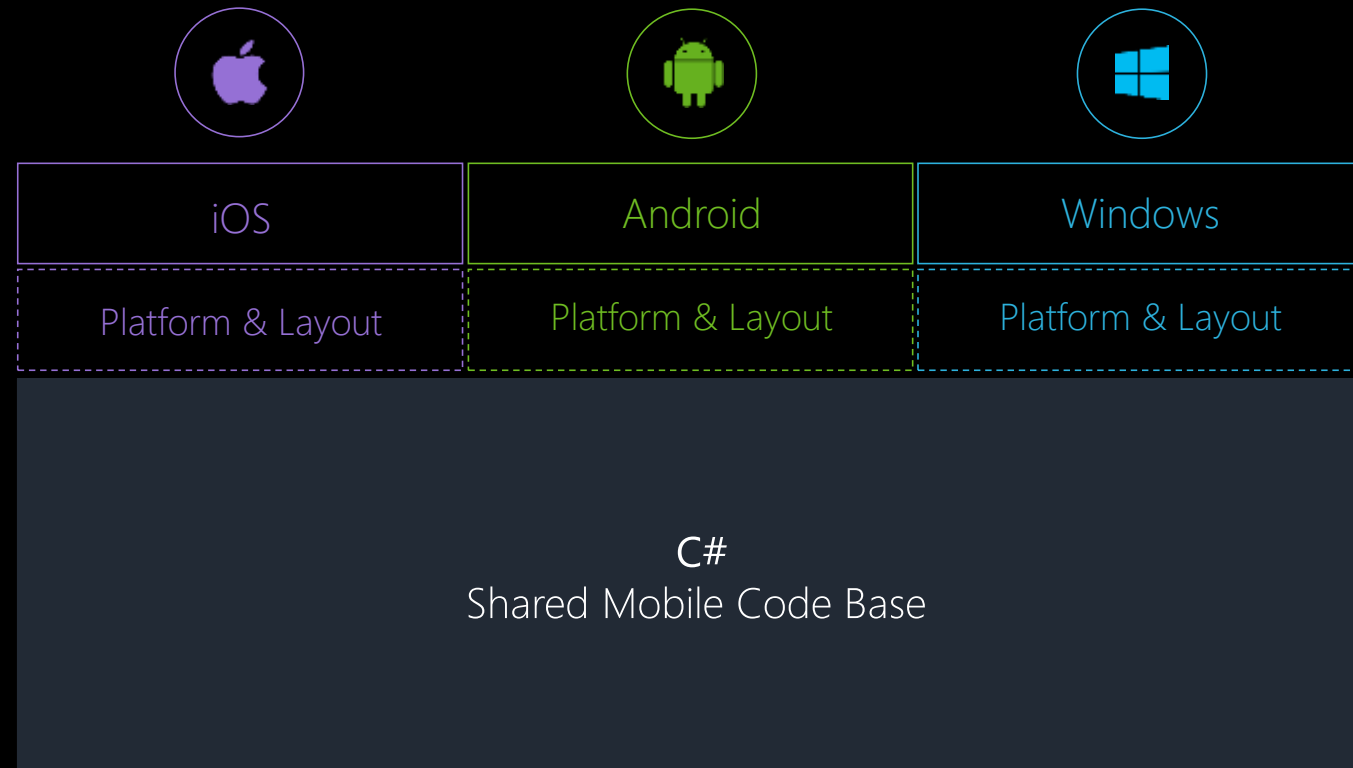 iOS
Android
Windows
Platform & Layout
Platform & Layout
Platform & Layout
C#
Shared Mobile Code Base